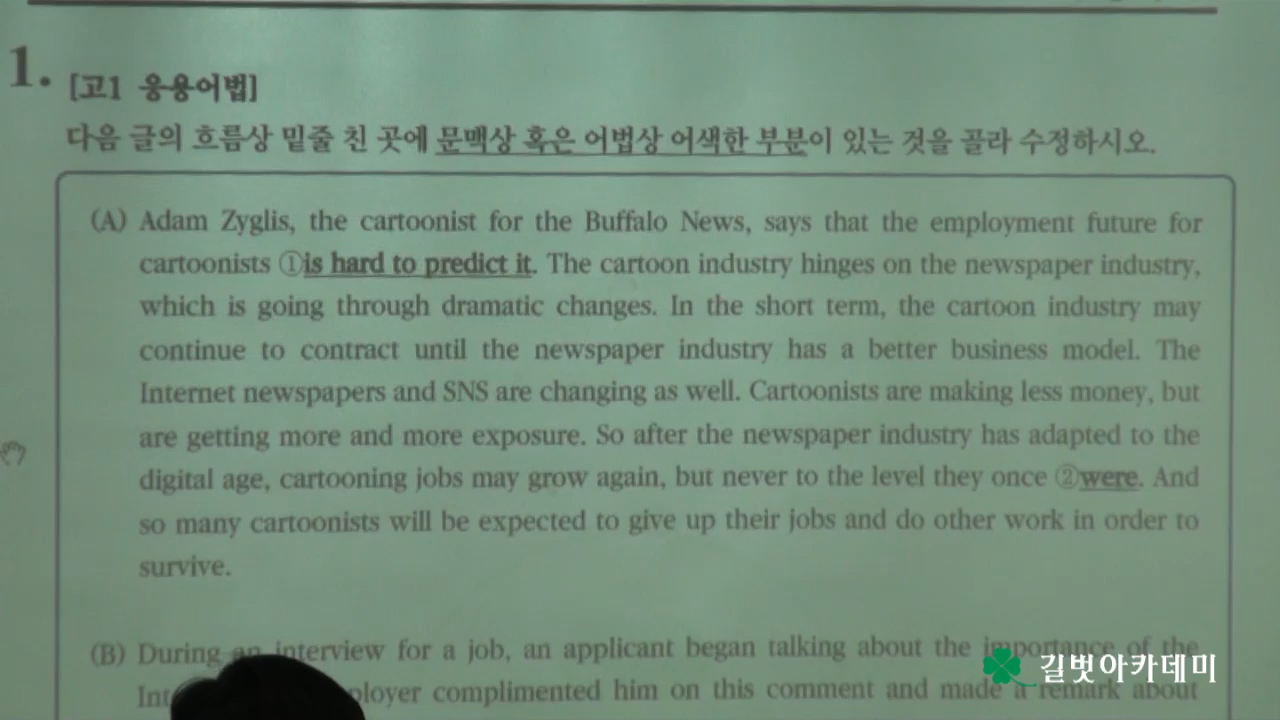 1. [고1 응용어법]
다음 글의 흐름상 밑줄 친 곳에 문맥상 혹은 어법상 어색한 부분이 있는 것을 골라 수정하시오.
(A) Adam Zyglis, the cartoonist for the Buffalo News, says that the employment future for
cartoonists ①is hard to predict it. The cartoon industry hinges on the newspaper industry,
which is going through dramatic changes. In the short term, the cartoon industry may
continue to contract until the newspaper industry has a better business model. The
Internet newspapers and SNS are changing as well. Cartoonists are making less money, but
are getting more and more exposure. So after the newspaper industry has adapted to the
digital age, cartooning jobs may grow again, but never to the level they once ②were. And
so many cartoonists will be expected to give up their jobs and do other work in order to
survive.
(B) During an interview for a job, an applicant began talking about the importance of the
complimented him on this comment and made a remark about
길벗아카데미